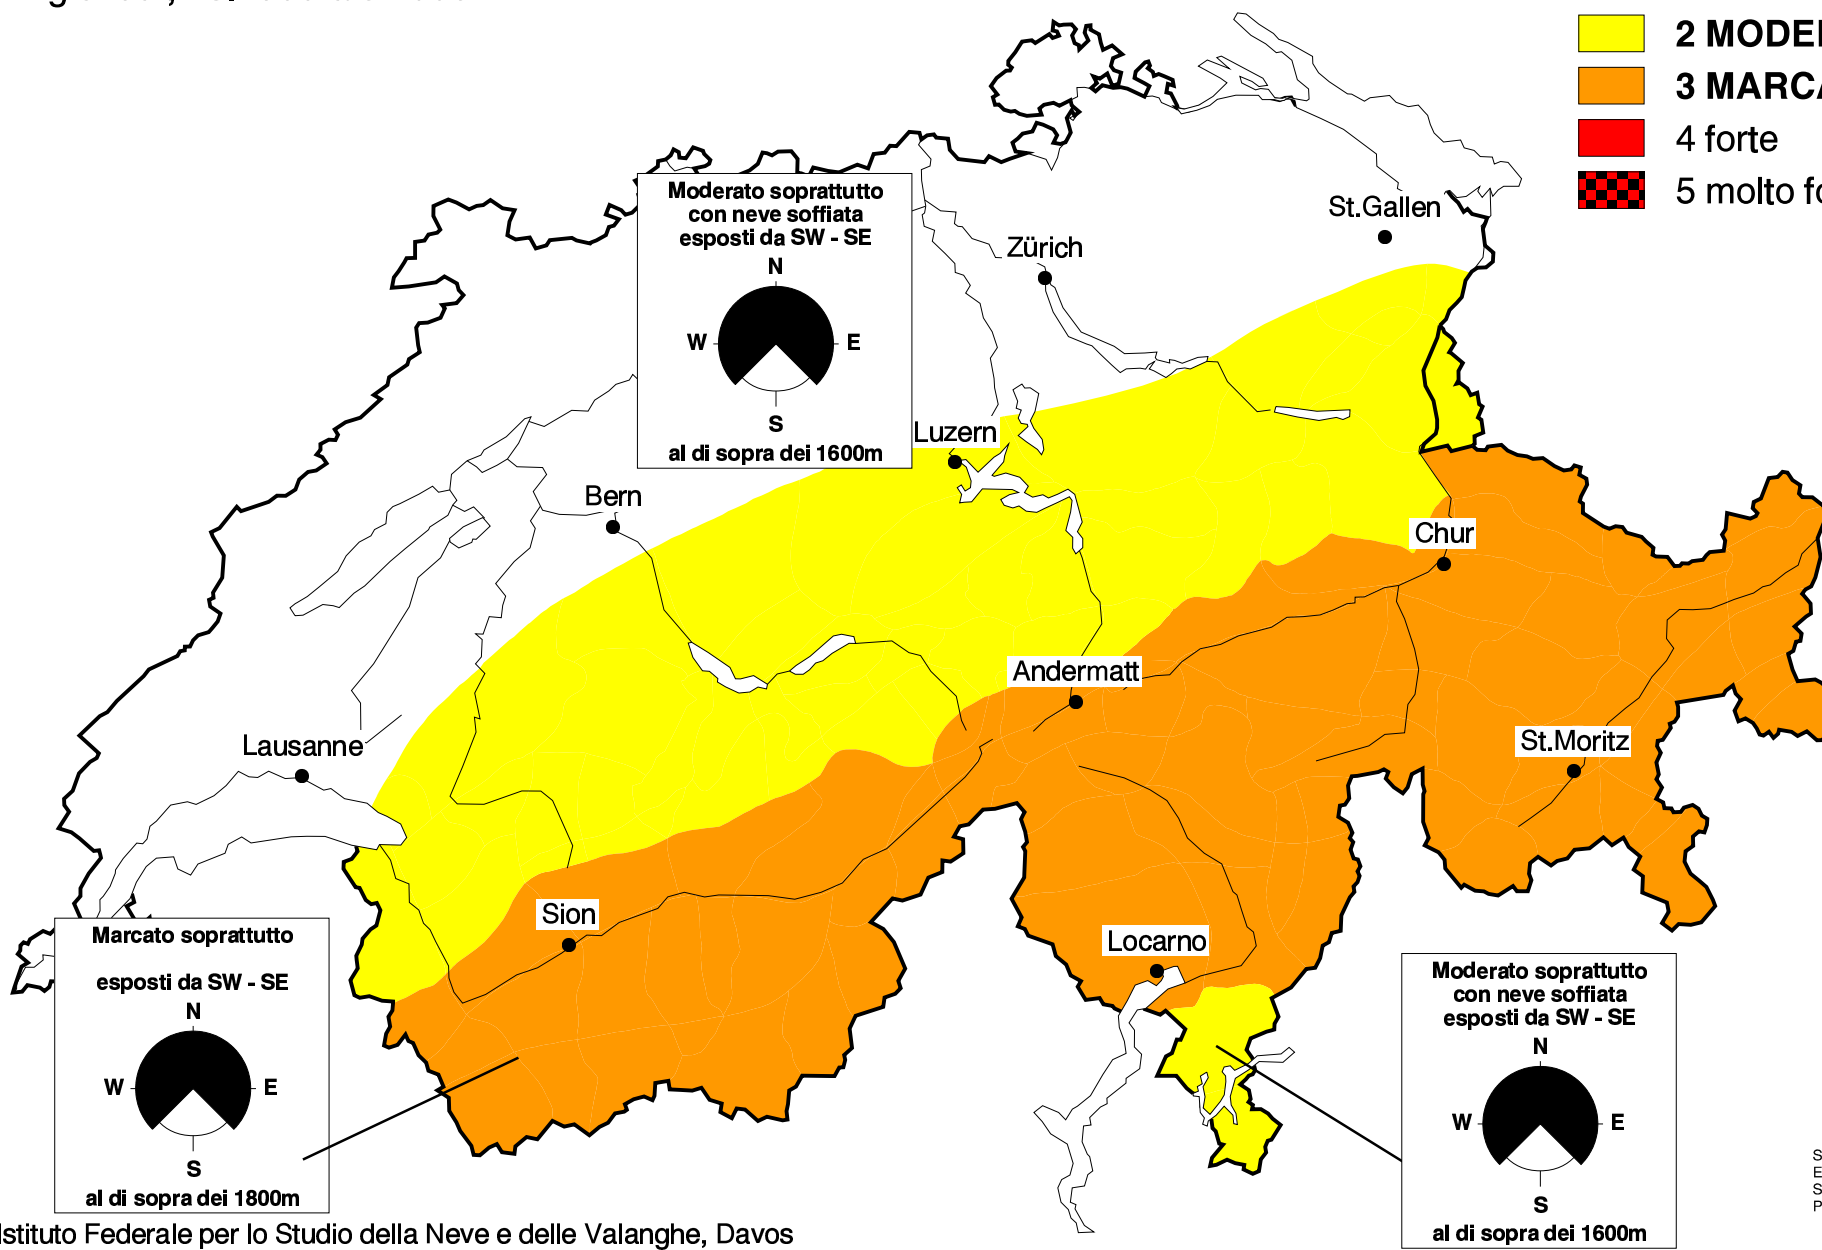 2 MODE
3 MARCA
4 forte
5 molto fo
Moderato soprattutto
con neve soffiata
esposti da SW - SE
N
W E
S
al di sopra dei 1600m
St.Gallen
Zürich
Luzern
Bern
Chur
Andermatt
Lausanne
St.Moritz
Sion
Locarno
Marcato soprattutto
esposti da SW - SE
N
W E
S
al di sopra dei 1800m
Moderato soprattutto
con neve soffiata
esposti da SW - SE
N
W E
S
al di sopra dei 1600m
S
E
S
P
Istituto Federale per lo Studio della Neve e delle Valanghe, Davos